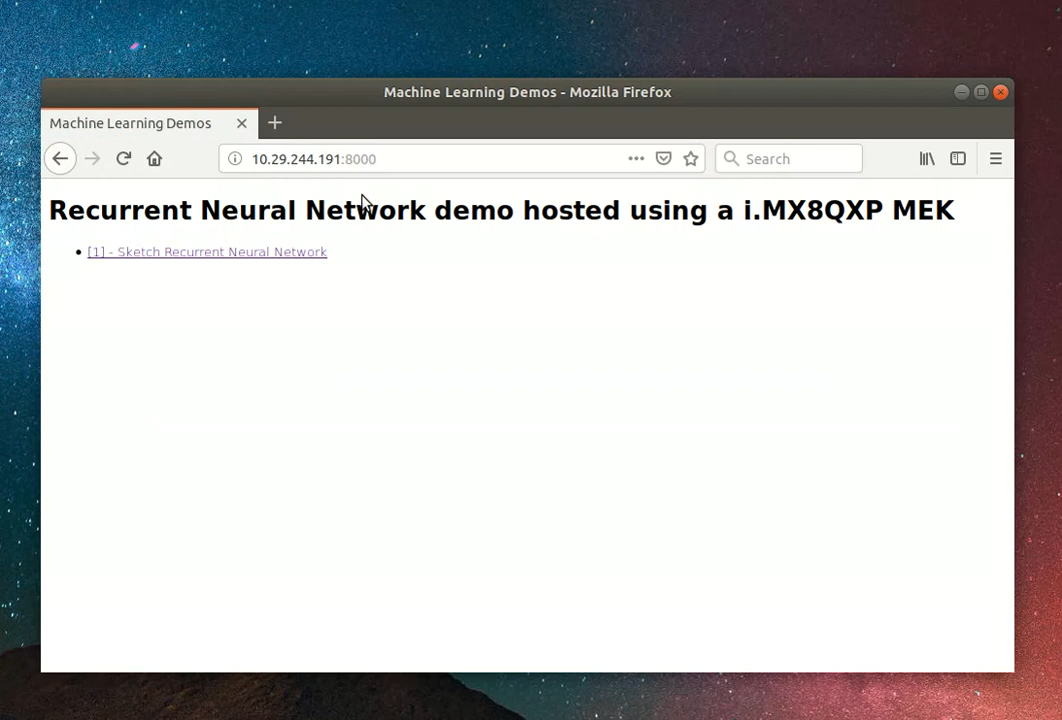 Machine Learning Demos - Mozilla Firefox
Machine Learning Demos
10.29.244.191:8000
Search
Recurrent Neural Network demo hosted using a i.MX8QXP MEK
[1] - Sketch Recurrent Neural Network